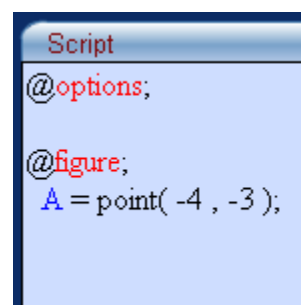 Script
@options;
@figure;
A = point( -4 , -3 );